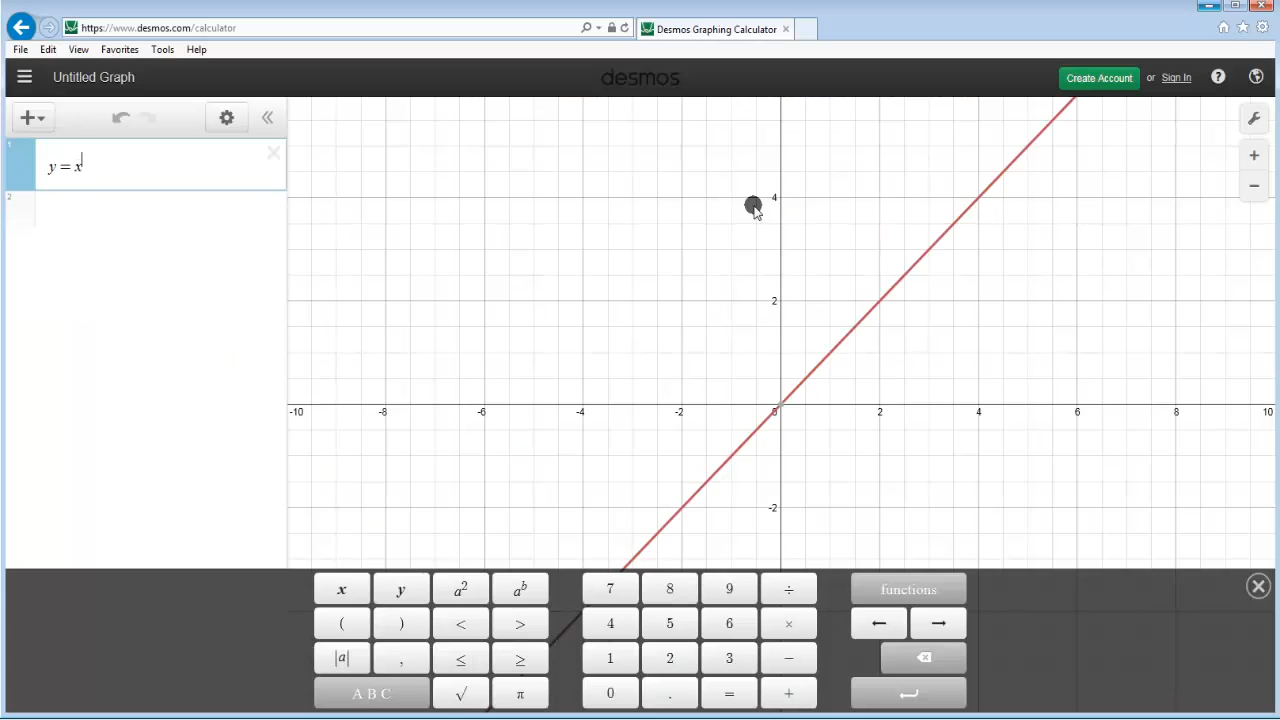 https://www.desmos.com/calculator
Desmos Graphing Calculator
File Edit View Favorites Tools Help
Untitled Graph
desmos
Create Account or Sign In ?
1
y = x
2
4
2
-10 -8 -6 -4 -2 0 2 4 6 8 10
-2
x y a² aᵇ 7 8 9 ÷ functions
( ) < > 4 5 6 × ← →
|a| , ≤ ≥ 1 2 3 −
A B C √ π 0 . = +